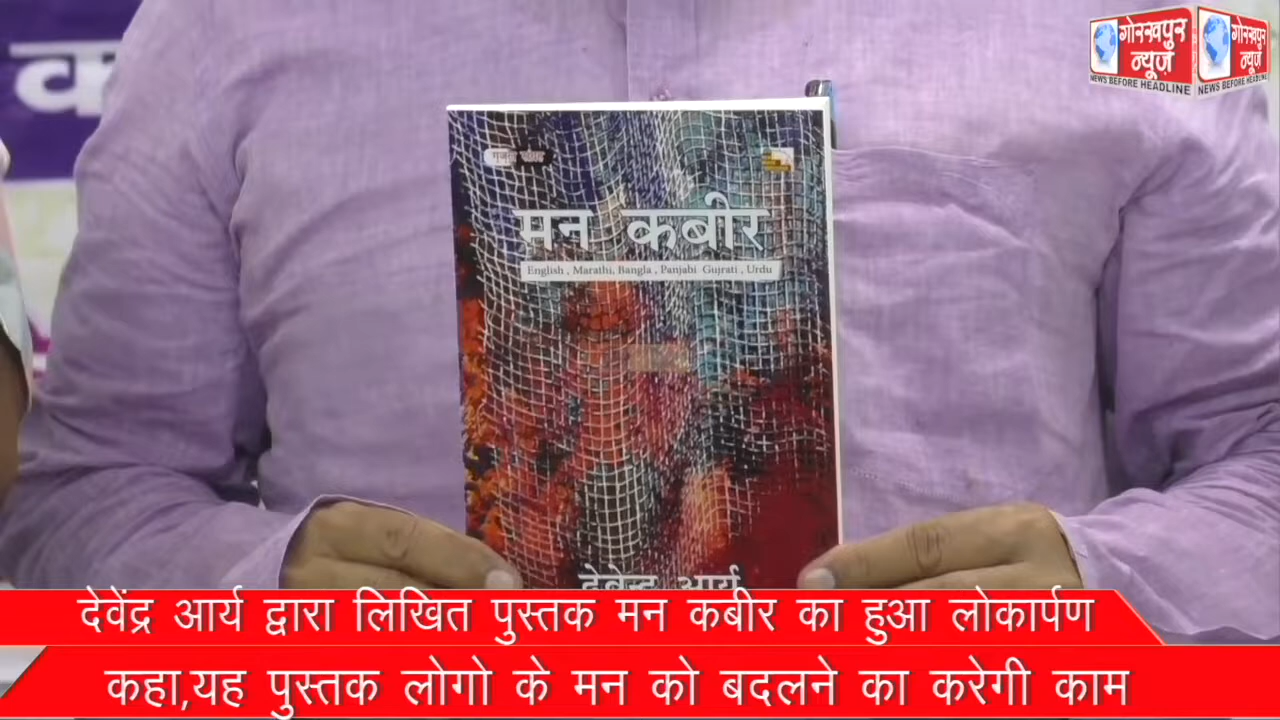 क
गोरखपुर
न्यूज़
NEWS BEFORE HEADLINE
गोरखपुर
न्यूज़
NEWS BEFORE HEADLINE
मन कबीर
English , Marathi, Bangla , Panjabi Gujrati , Urdu
देवेन्द्र आर्य
देवेंद्र आर्य द्वारा लिखित पुस्तक मन कबीर का हुआ लोकार्पण
कहा,यह पुस्तक लोगो के मन को बदलने का करेगी काम